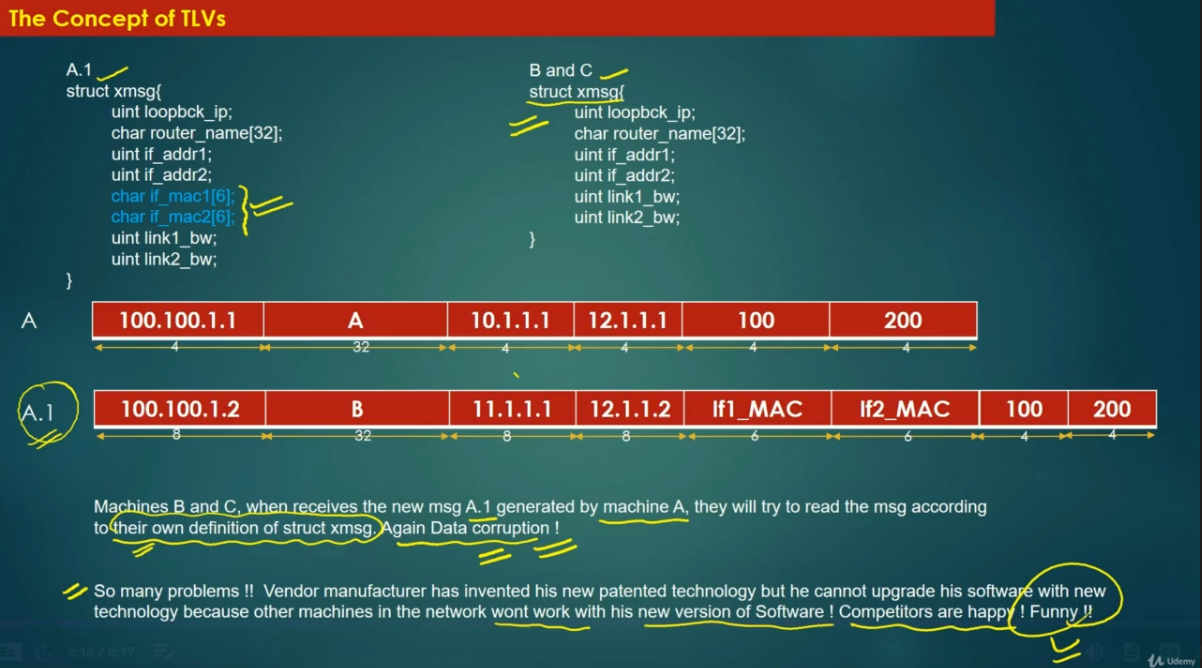 The Concept of TLVs
A.1
struct xmsg{
uint loopbck_ip;
char router_name[32];
uint if_addr1;
uint if_addr2;
char if_mac1[6];
char if_mac2[6];
uint link1_bw;
uint link2_bw;
}
B and C
struct xmsg{
uint loopbck_ip;
char router_name[32];
uint if_addr1;
uint if_addr2;
uint link1_bw;
uint link2_bw;
}
A 100.100.1.1 A 10.1.1.1 12.1.1.1 100 200
4 32 4 4 4 4
A.1 100.100.1.2 B 11.1.1.1 12.1.1.2 If1_MAC If2_MAC 100 200
8 32 8 8 6 6 4 4
Machines B and C, when receives the new msg A.1 generated by machine A, they will try to read the msg according
to their own definition of struct xmsg. Again Data corruption !
So many problems !! Vendor manufacturer has invented his new patented technology but he cannot upgrade his software with new
technology because other machines in the network wont work with his new version of Software ! Competitors are happy ! Funny !!
5:16 / 6:17
Udemy